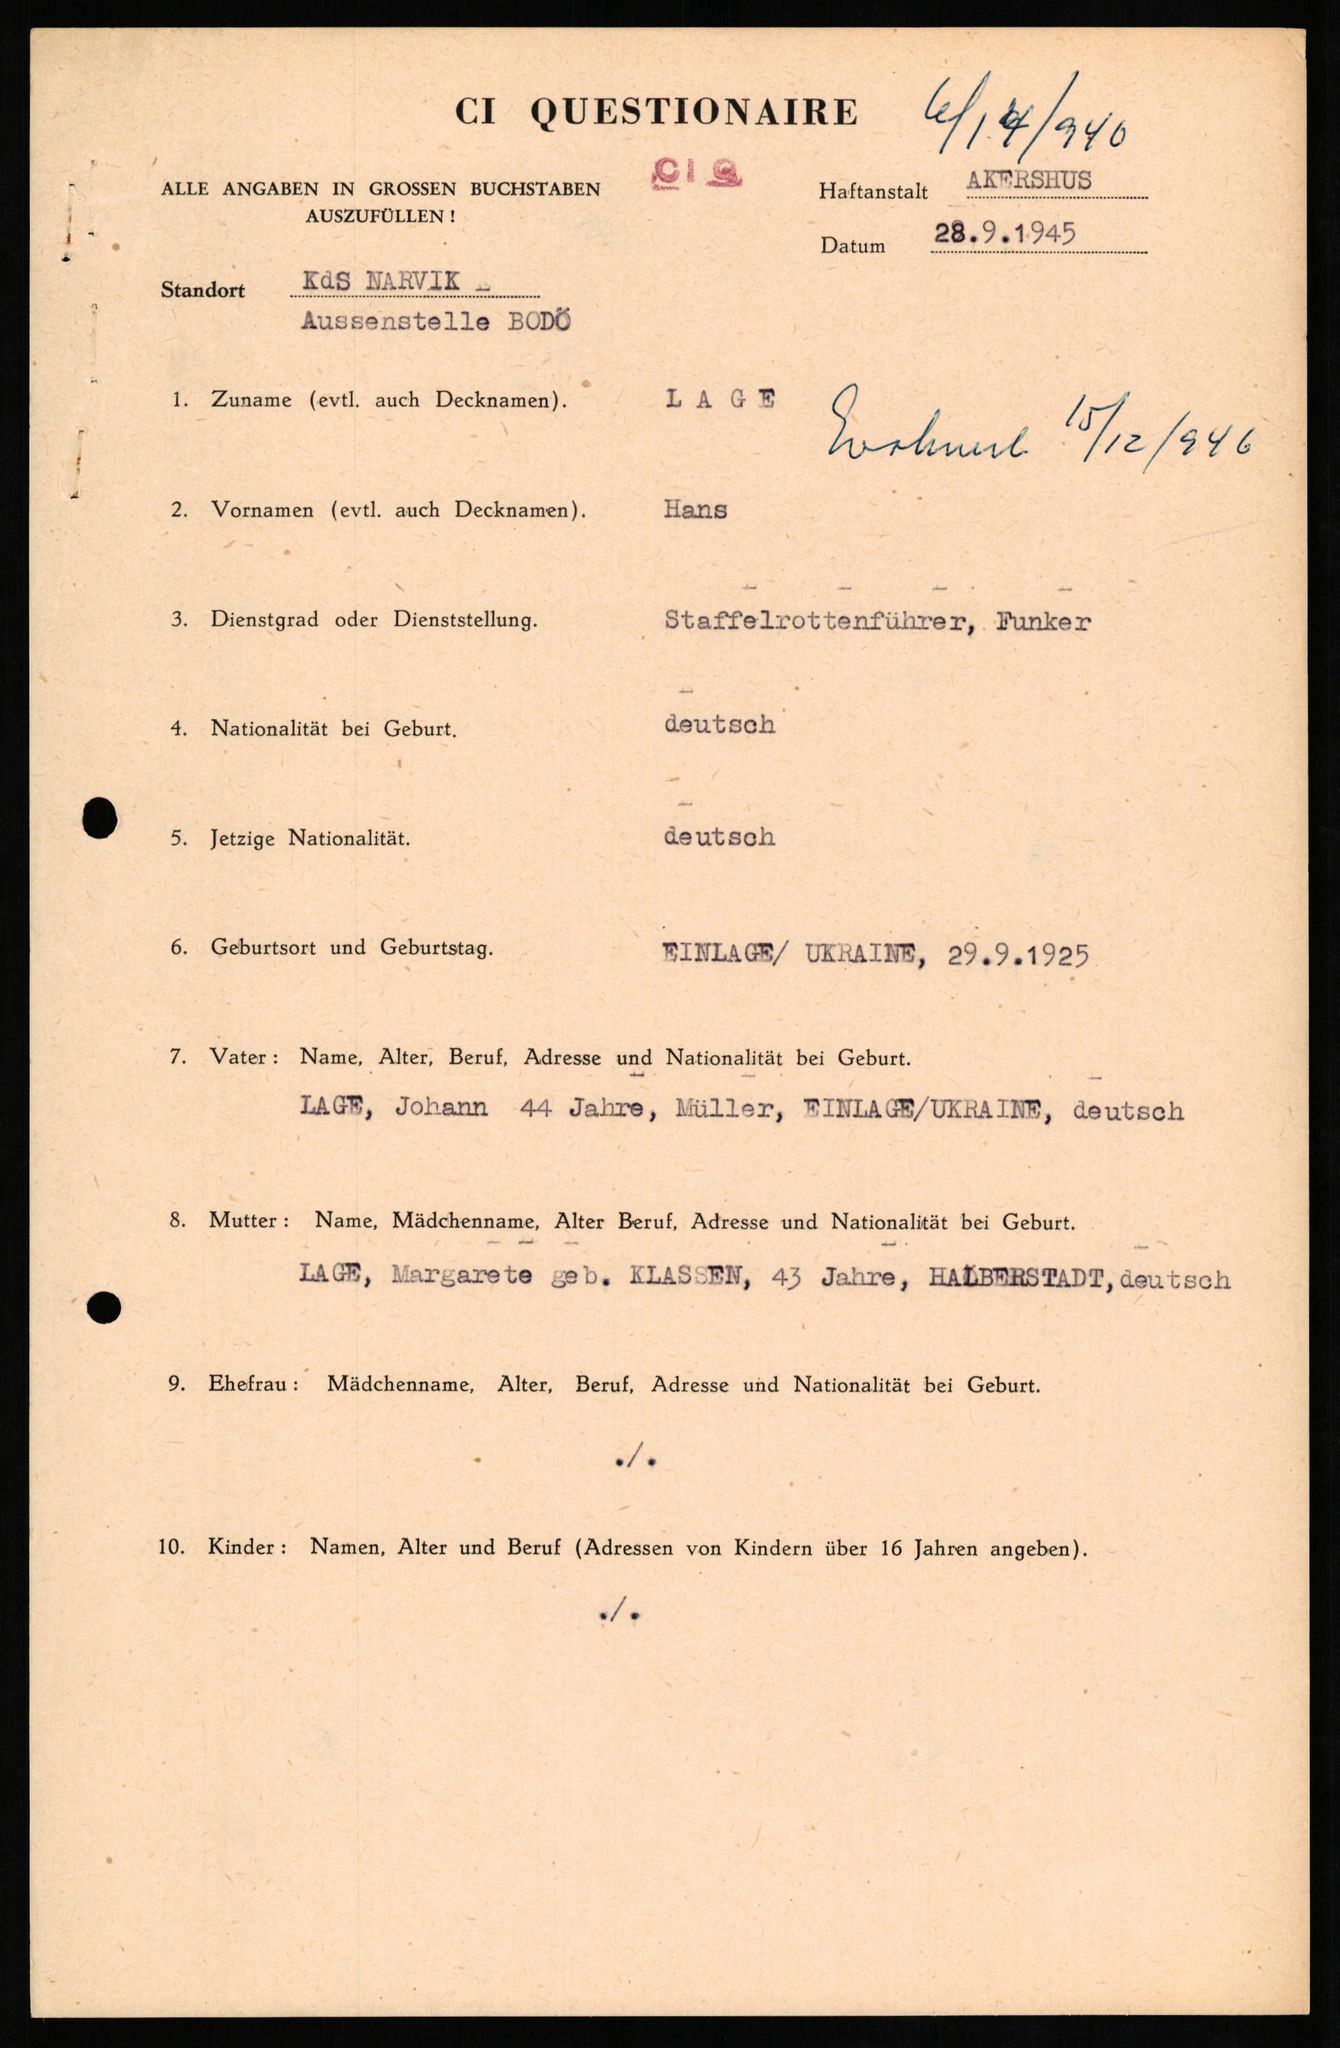 CI QUESTIONAIRE
CIQ
ALLE ANGABEN IN GROSSEN BUCHSTABEN
AUSZUFÜLLEN!
Haftanstalt AKERSHUS
Datum 28.9.1945
Standort KdS NARVIK
Aussenstelle BODÖ
1. Zuname (evtl. auch Decknamen). L A G E
15/12/946
2. Vornamen (evtl. auch Decknamen). Hans
3. Dienstgrad oder Dienststellung. Staffelrottenführer, Funker
4. Nationalität bei Geburt. deutsch
5. Jetzige Nationalität. deutsch
6. Geburtsort und Geburtstag. EINLAGE/ UKRAINE, 29.9.1925
7. Vater: Name, Alter, Beruf, Adresse und Nationalität bei Geburt.
LAGE, Johann 44 Jahre, Müller, EINLAGE/UKRAINE, deutsch
8. Mutter: Name, Mädchenname, Alter Beruf, Adresse und Nationalität bei Geburt.
LAGE, Margarete geb. KLASSEN, 43 Jahre, HALBERSTADT, deutsch
9. Ehefrau: Mädchenname, Alter, Beruf, Adresse und Nationalität bei Geburt.
./.
10. Kinder: Namen, Alter und Beruf (Adressen von Kindern über 16 Jahren angeben).
./.